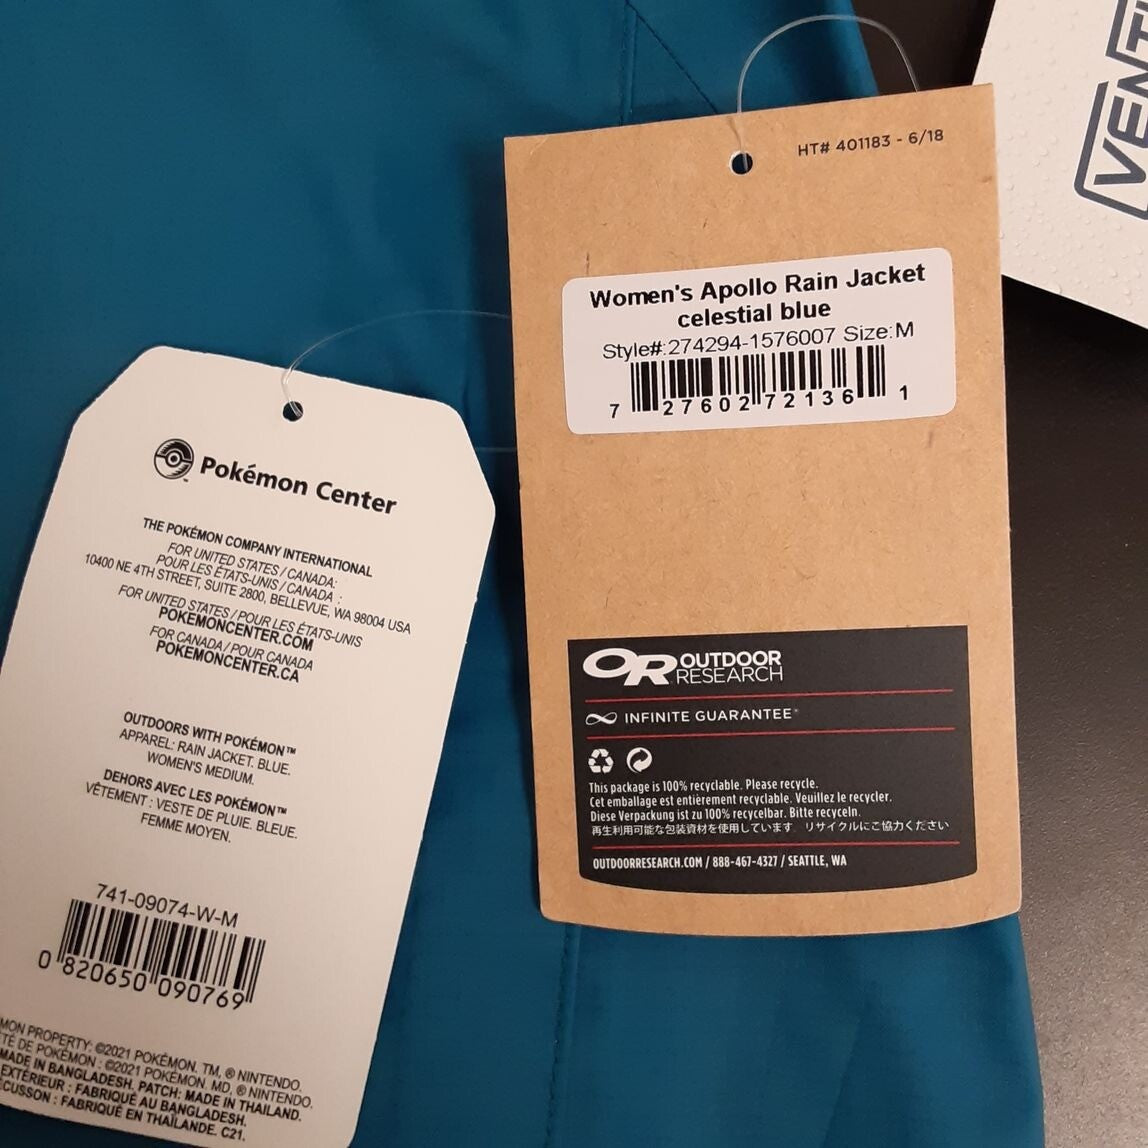 Pokémon Center
THE POKÉMON COMPANY INTERNATIONAL
FOR UNITED STATES / CANADA:
POUR LES ÉTATS-UNIS / CANADA :
10400 NE 4TH STREET, SUITE 2800, BELLEVUE, WA 98004 USA
FOR UNITED STATES / POUR LES ÉTATS-UNIS
POKEMONCENTER.COM
FOR CANADA / POUR CANADA
POKEMONCENTER.CA
OUTDOORS WITH POKÉMON™
APPAREL: RAIN JACKET. BLUE.
WOMEN'S MEDIUM.
DEHORS AVEC LES POKÉMON™
VÊTEMENT : VESTE DE PLUIE. BLEUE.
FEMME MOYEN.
741-09074-W-M
0 820650 090769
MON PROPERTY: ©2021 POKÉMON. TM, ® NINTENDO.
TÉ DE POKÉMON : ©2021 POKÉMON. MD, ® NINTENDO.
MADE IN BANGLADESH. PATCH: MADE IN THAILAND.
EXTÉRIEUR : FABRIQUÉ AU BANGLADESH.
CUSSON : FABRIQUÉ EN THAÏLANDE. C21.
HT# 401183 - 6/18
Women's Apollo Rain Jacket
celestial blue
Style#:274294-1576007 Size:M
7 27602 72136 1
OR OUTDOOR
RESEARCH
INFINITE GUARANTEE®
This package is 100% recyclable. Please recycle.
Cet emballage est entièrement recyclable. Veuillez le recycler.
Diese Verpackung ist zu 100% recycelbar. Bitte recyceln.
再生利用可能な包装資材を使用しています リサイクルにご協力ください
OUTDOORRESEARCH.COM / 888-467-4327 / SEATTLE, WA
VENTI